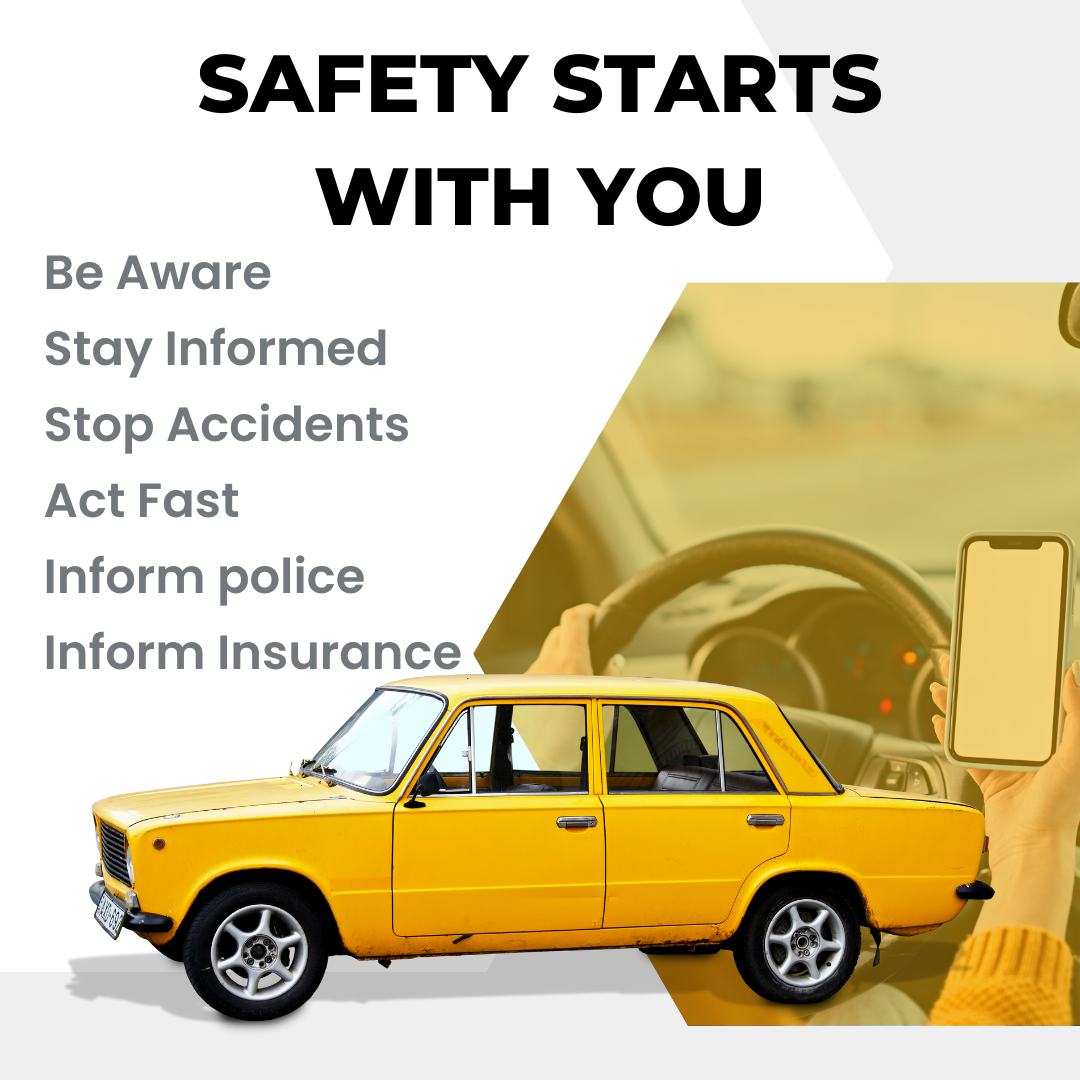 SAFETY STARTS
WITH YOU
Be Aware
Stay Informed
Stop Accidents
Act Fast
Inform police
Inform Insurance